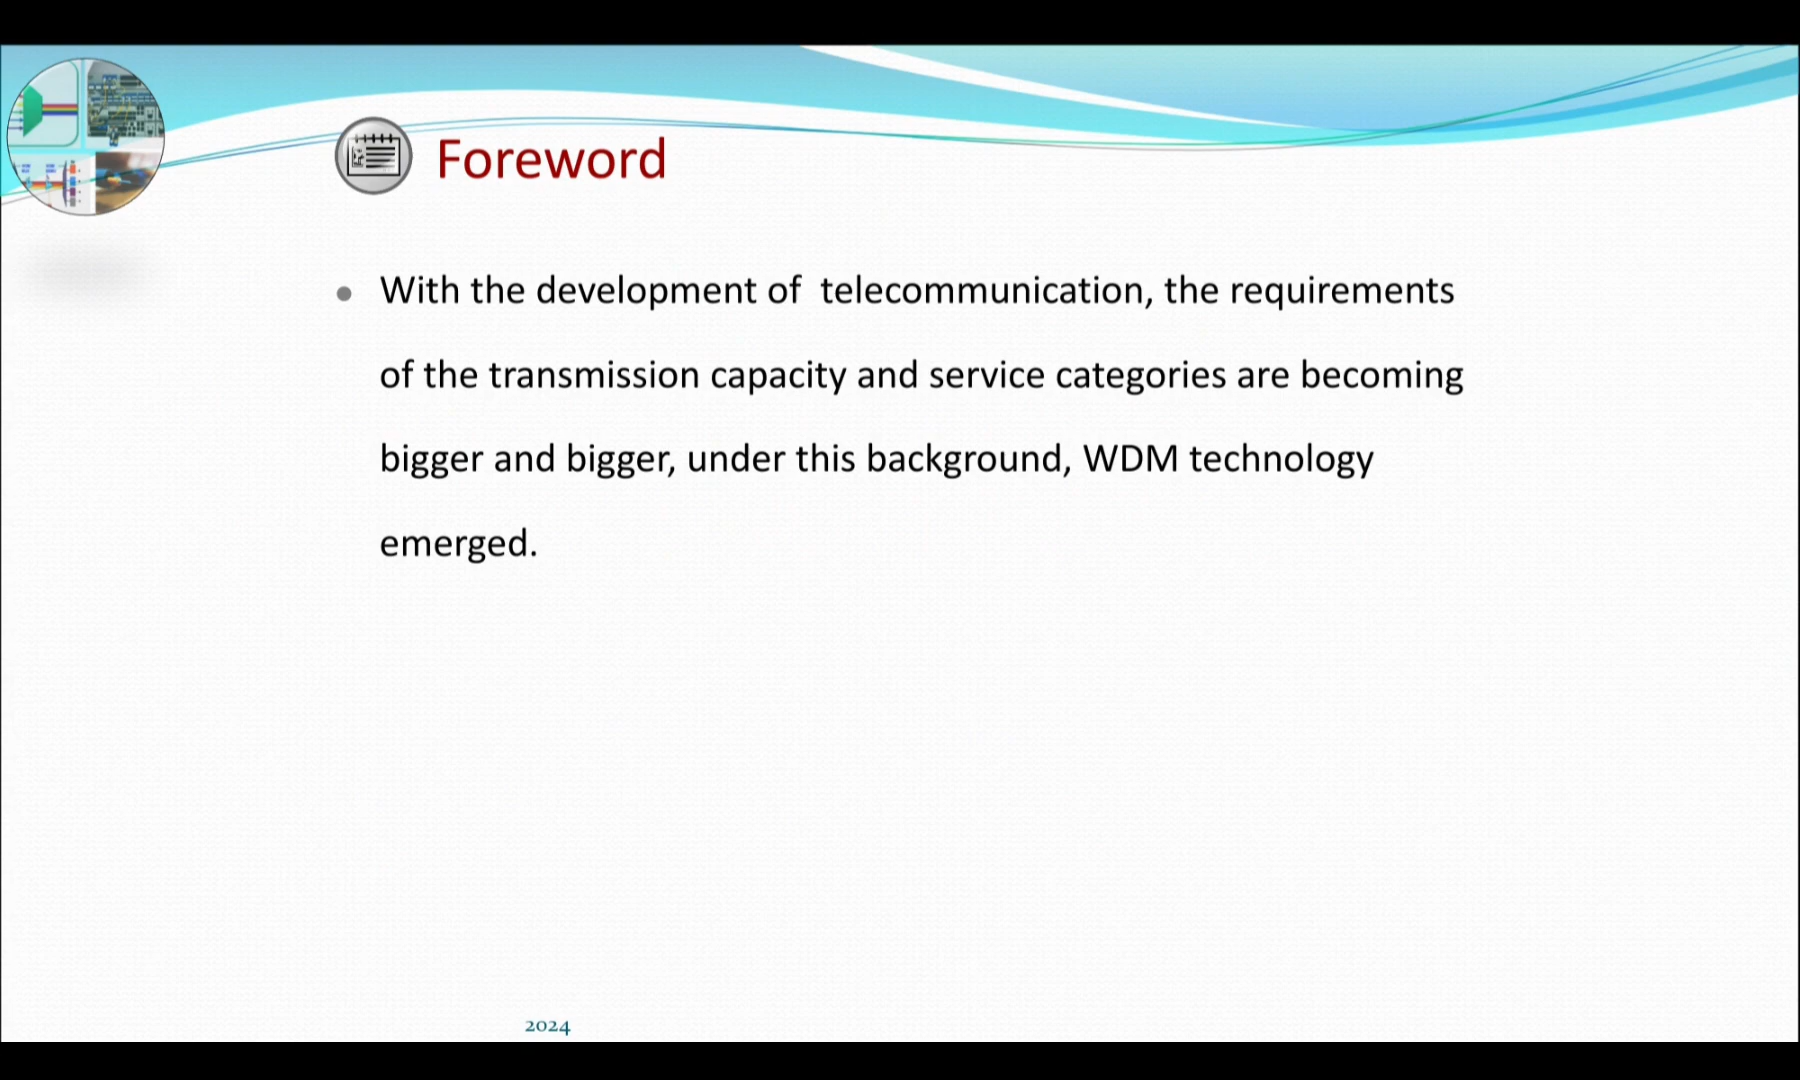 Foreword
With the development of  telecommunication, the requirements
of the transmission capacity and service categories are becoming
bigger and bigger, under this background, WDM technology
emerged.
2024